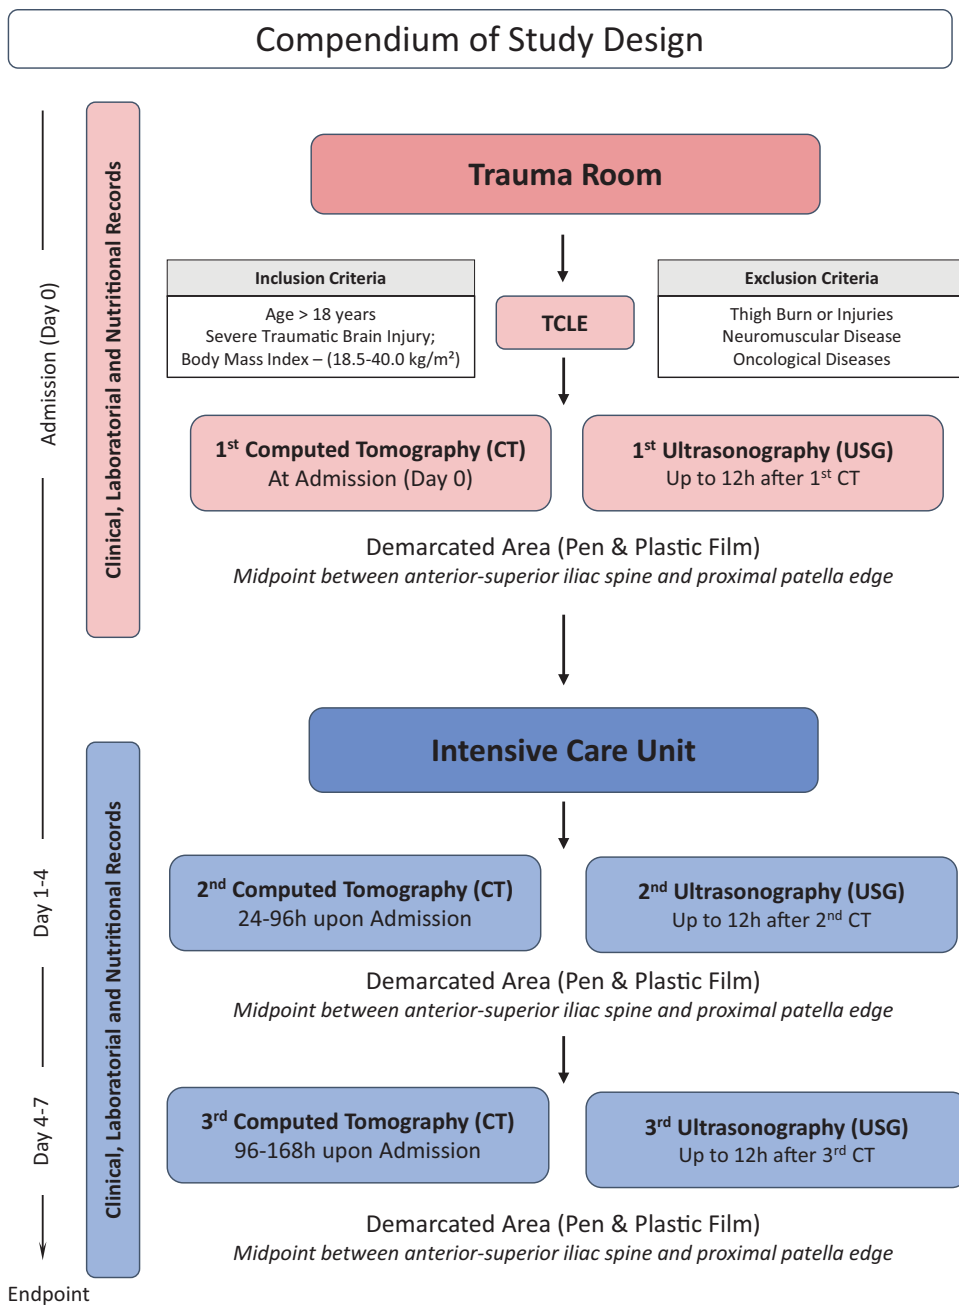 Compendium of Study Design
Admission (Day 0)
Day 1-4
Day 4-7
Endpoint
Clinical, Laboratorial and Nutritional Records
Trauma Room
Inclusion Criteria
Age > 18 years
Severe Traumatic Brain Injury;
Body Mass Index – (18.5-40.0 kg/m²)
TCLE
Exclusion Criteria
Thigh Burn or Injuries
Neuromuscular Disease
Oncological Diseases
1st Computed Tomography (CT)
At Admission (Day 0)
1st Ultrasonography (USG)
Up to 12h after 1st CT
Demarcated Area (Pen & Plastic Film)
Midpoint between anterior-superior iliac spine and proximal patella edge
Clinical, Laboratorial and Nutritional Records
Intensive Care Unit
2nd Computed Tomography (CT)
24-96h upon Admission
2nd Ultrasonography (USG)
Up to 12h after 2nd CT
Demarcated Area (Pen & Plastic Film)
Midpoint between anterior-superior iliac spine and proximal patella edge
3rd Computed Tomography (CT)
96-168h upon Admission
3rd Ultrasonography (USG)
Up to 12h after 3rd CT
Demarcated Area (Pen & Plastic Film)
Midpoint between anterior-superior iliac spine and proximal patella edge